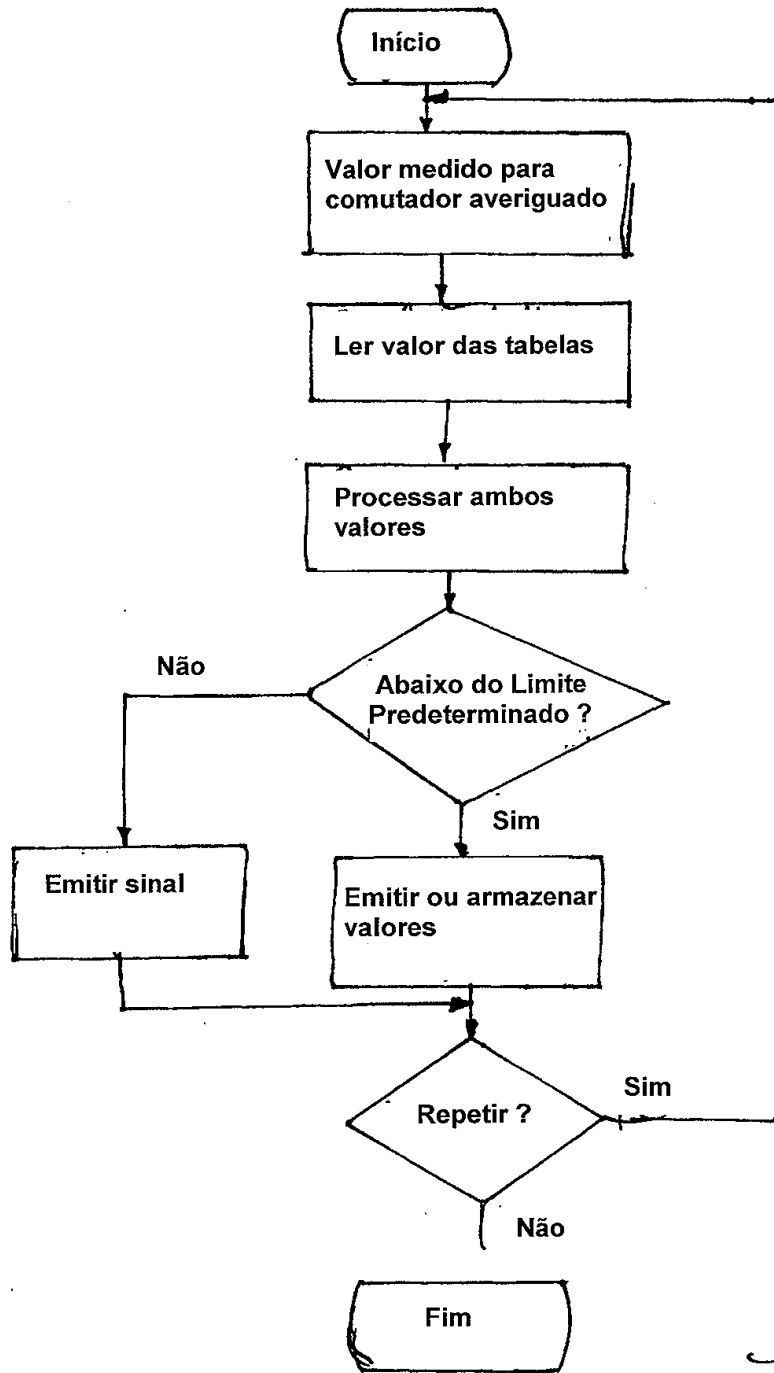 Início
Valor medido para
comutador averiguado
Ler valor das tabelas
Processar ambos
valores
Não
Abaixo do Limite
Predeterminado ?
Sim
Emitir sinal
Emitir ou armazenar
valores
Sim
Repetir ?
Não
Fim